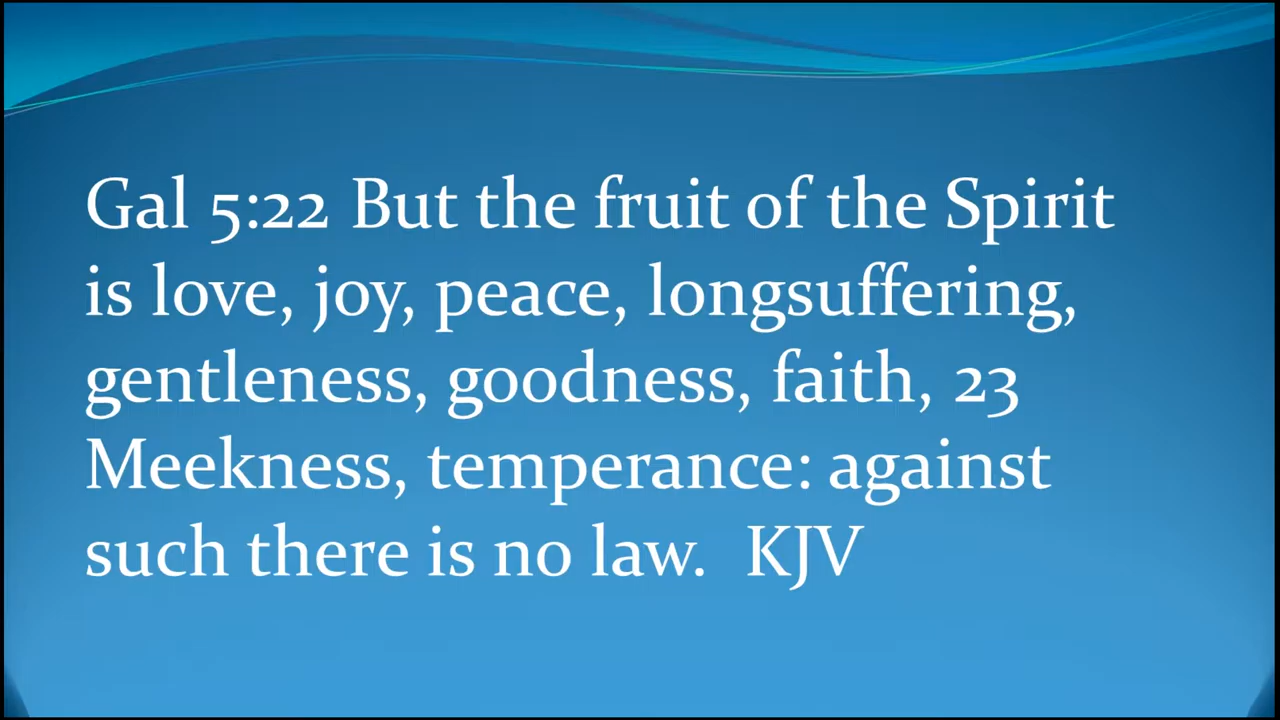 Gal 5:22 But the fruit of the Spirit
is love, joy, peace, longsuffering,
gentleness, goodness, faith, 23
Meekness, temperance: against
such there is no law.  KJV